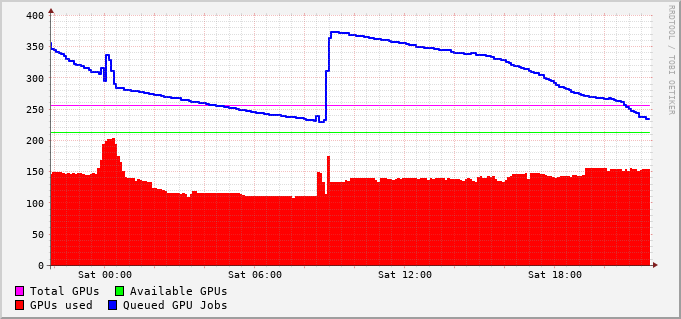 400
350
300
250
200
150
100
50
0
Sat 00:00 Sat 06:00 Sat 12:00 Sat 18:00
Total GPUs Available GPUs
GPUs used Queued GPU Jobs
RRDTOOL / TOBI OETIKER